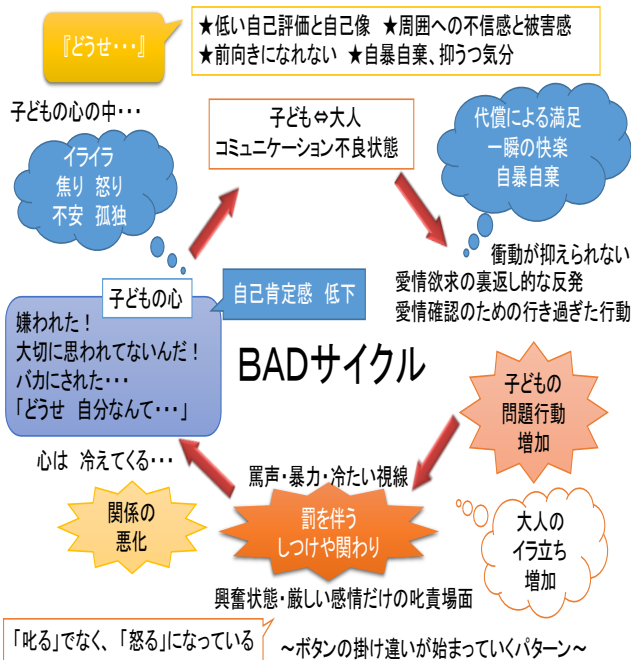 『どうせ･･･』
★低い自己評価と自己像 ★周囲への不信感と被害感
★前向きになれない ★自暴自棄、抑うつ気分
子どもの心の中･･･
イライラ
焦り 怒り
不安 孤独
子ども⇔大人
コミュニケーション不良状態
代償による満足
一瞬の快楽
自暴自棄
衝動が抑えられない
愛情欲求の裏返し的な反発
愛情確認のための行き過ぎた行動
子どもの心
自己肯定感 低下
嫌われた！
大切に思われてないんだ！
バカにされた･･･
「どうせ 自分なんて･･･」
BADサイクル
子どもの
問題行動
増加
心は 冷えてくる･･･
罵声・暴力・冷たい視線
関係の
悪化
罰を伴う
しつけや関わり
大人の
イラ立ち
増加
興奮状態・厳しい感情だけの叱責場面
「叱る」でなく、「怒る」になっている
～ボタンの掛け違いが始まっていくパターン～